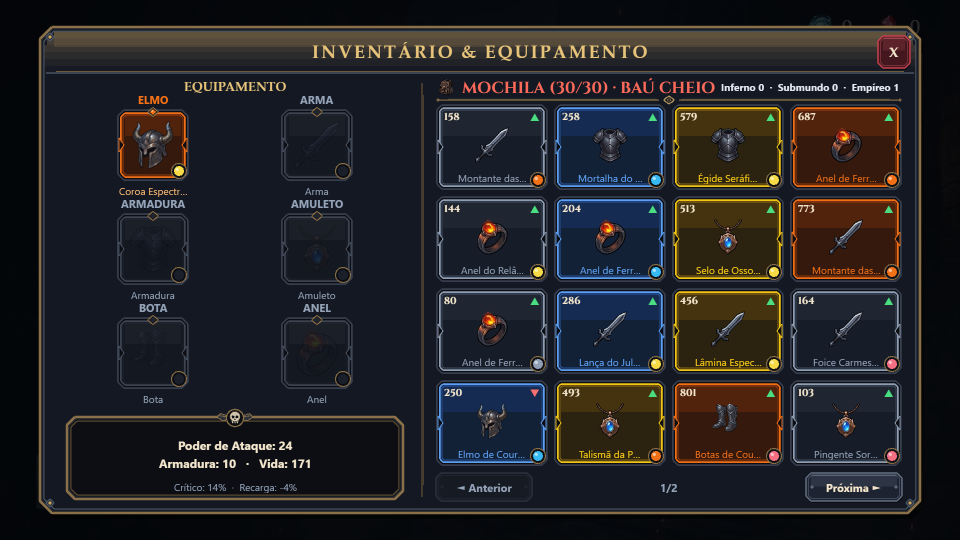 INVENTÁRIO & EQUIPAMENTO
X
EQUIPAMENTO
ELMO
ARMA
Coroa Espectr...
Arma
ARMADURA
AMULETO
Armadura
Amuleto
BOTA
ANEL
Bota
Anel
Poder de Ataque: 24
Armadura: 10 · Vida: 171
Crítico: 14% · Recarga: -4%
MOCHILA (30/30) · BAÚ CHEIO
Inferno 0 · Submundo 0 · Empíreo 1
158
258
579
687
Montante das...
Mortalha do ...
Égide Seráfi...
Anel de Ferr...
144
204
513
773
Anel do Relâ...
Anel de Ferr...
Selo de Osso...
Montante das...
80
286
456
164
Anel de Ferr...
Lança do Jul...
Lâmina Espec...
Foice Carmes...
250
493
801
103
Elmo de Cour...
Talismã da P...
Botas de Cou...
Pingente Sor...
◄ Anterior
1/2
Próxima ►